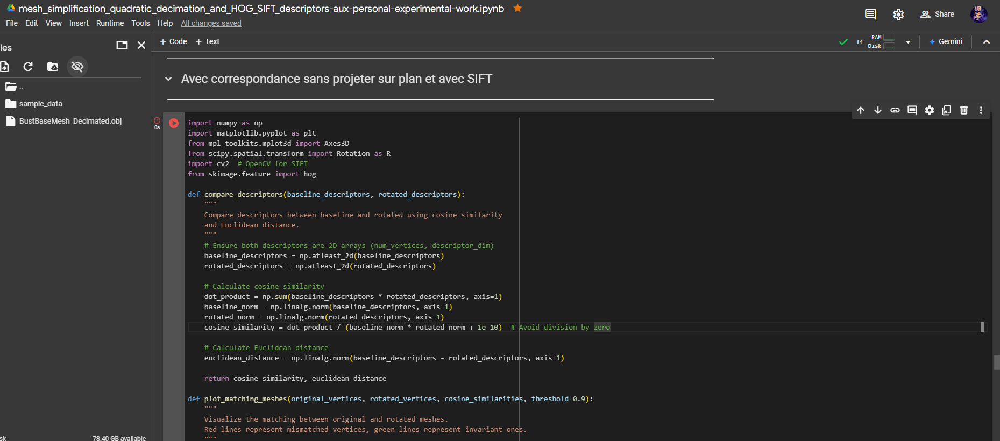 mesh_simplification_quadratic_decimation_and_HOG_SIFT_descriptors-aux-personal-experimental-work.ipynb
File Edit View Insert Runtime Tools Help All changes saved
Share
les
+ Code + Text
T4 RAM Disk
Gemini
..
sample_data
BustBaseMesh_Decimated.obj
Avec correspondance sans projeter sur plan et avec SIFT
0s
import numpy as np
import matplotlib.pyplot as plt
from mpl_toolkits.mplot3d import Axes3D
from scipy.spatial.transform import Rotation as R
import cv2  # OpenCV for SIFT
from skimage.feature import hog
def compare_descriptors(baseline_descriptors, rotated_descriptors):
    """
    Compare descriptors between baseline and rotated using cosine similarity
    and Euclidean distance.
    """
    # Ensure both descriptors are 2D arrays (num_vertices, descriptor_dim)
    baseline_descriptors = np.atleast_2d(baseline_descriptors)
    rotated_descriptors = np.atleast_2d(rotated_descriptors)
    # Calculate cosine similarity
    dot_product = np.sum(baseline_descriptors * rotated_descriptors, axis=1)
    baseline_norm = np.linalg.norm(baseline_descriptors, axis=1)
    rotated_norm = np.linalg.norm(rotated_descriptors, axis=1)
    cosine_similarity = dot_product / (baseline_norm * rotated_norm + 1e-10)  # Avoid division by zero
    # Calculate Euclidean distance
    euclidean_distance = np.linalg.norm(baseline_descriptors - rotated_descriptors, axis=1)
    return cosine_similarity, euclidean_distance
def plot_matching_meshes(original_vertices, rotated_vertices, cosine_similarities, threshold=0.9):
    """
    Visualize the matching between original and rotated meshes.
    Red lines represent mismatched vertices, green lines represent invariant ones.
    """
sk 78.40 GB available